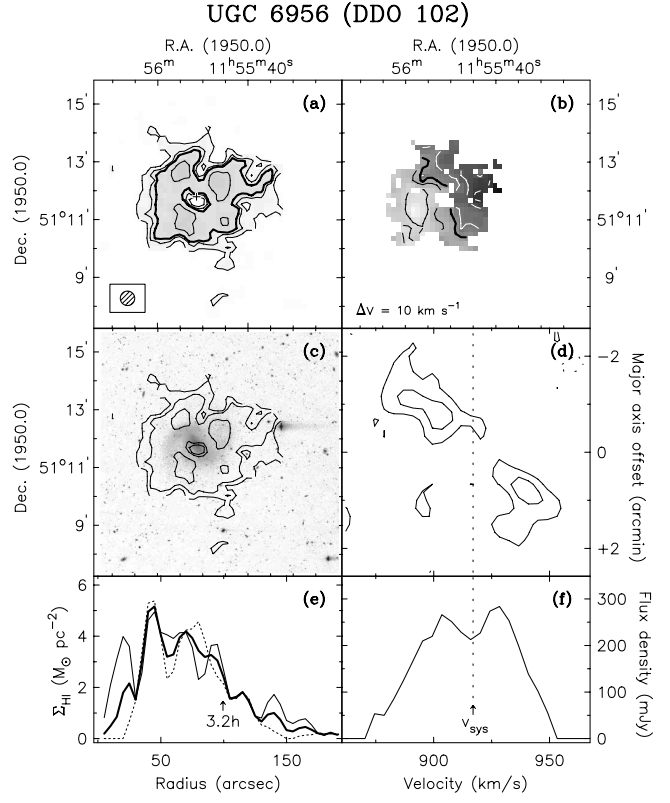 UGC 6956 (DDO 102)
R.A. (1950.0)
R.A. (1950.0)
56ᵐ 11ʰ55ᵐ40ˢ
56ᵐ 11ʰ55ᵐ40ˢ
(a)
(b)
15'
13'
51°11'
9'
Dec. (1950.0)
15'
13'
51°11'
9'
ΔV = 10 km s⁻¹
(c)
(d)
15'
13'
51°11'
9'
Dec. (1950.0)
−2
0
+2
Major axis offset (arcmin)
(e)
(f)
6
4
2
0
Σ_HI (M_⊙ pc⁻²)
3.2h
V_sys
300
200
100
0
Flux density (mJy)
50 150
900 950
Radius (arcsec)
Velocity (km/s)